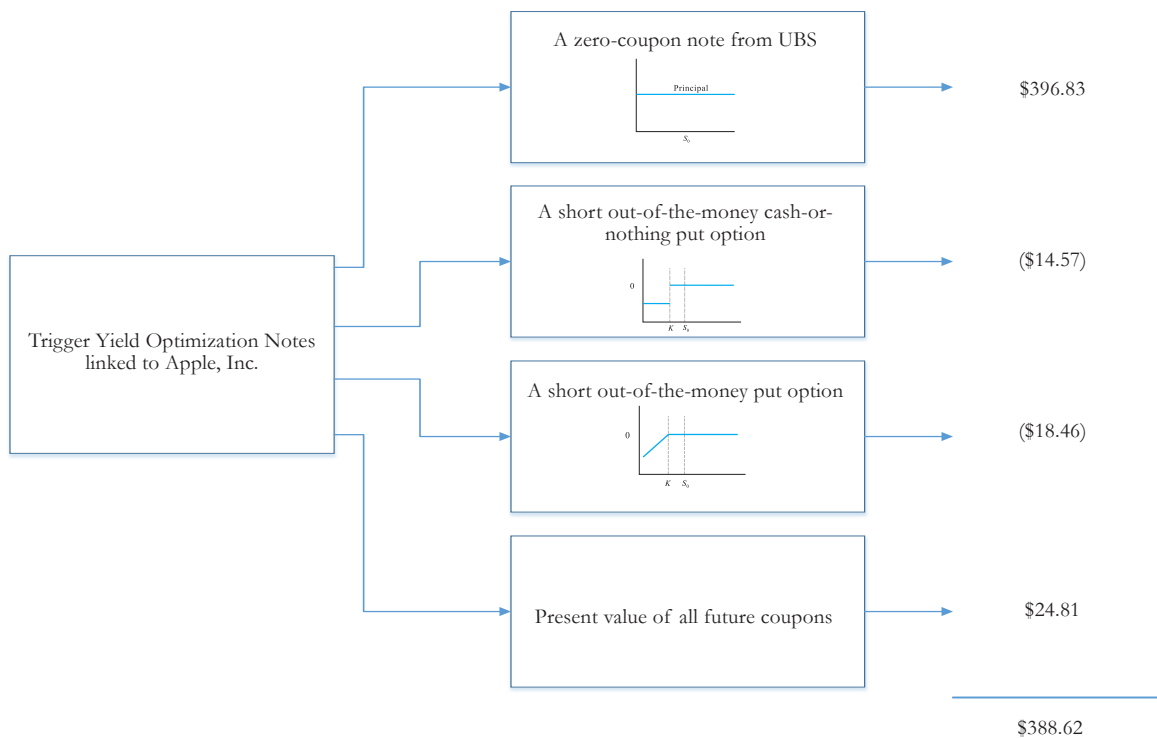 A zero-coupon note from UBS
Principal
S0
$396.83
A short out-of-the-money cash-or-
nothing put option
0
K S0
($14.57)
Trigger Yield Optimization Notes
linked to Apple, Inc.
A short out-of-the-money put option
0
K S0
($18.46)
Present value of all future coupons
$24.81
$388.62